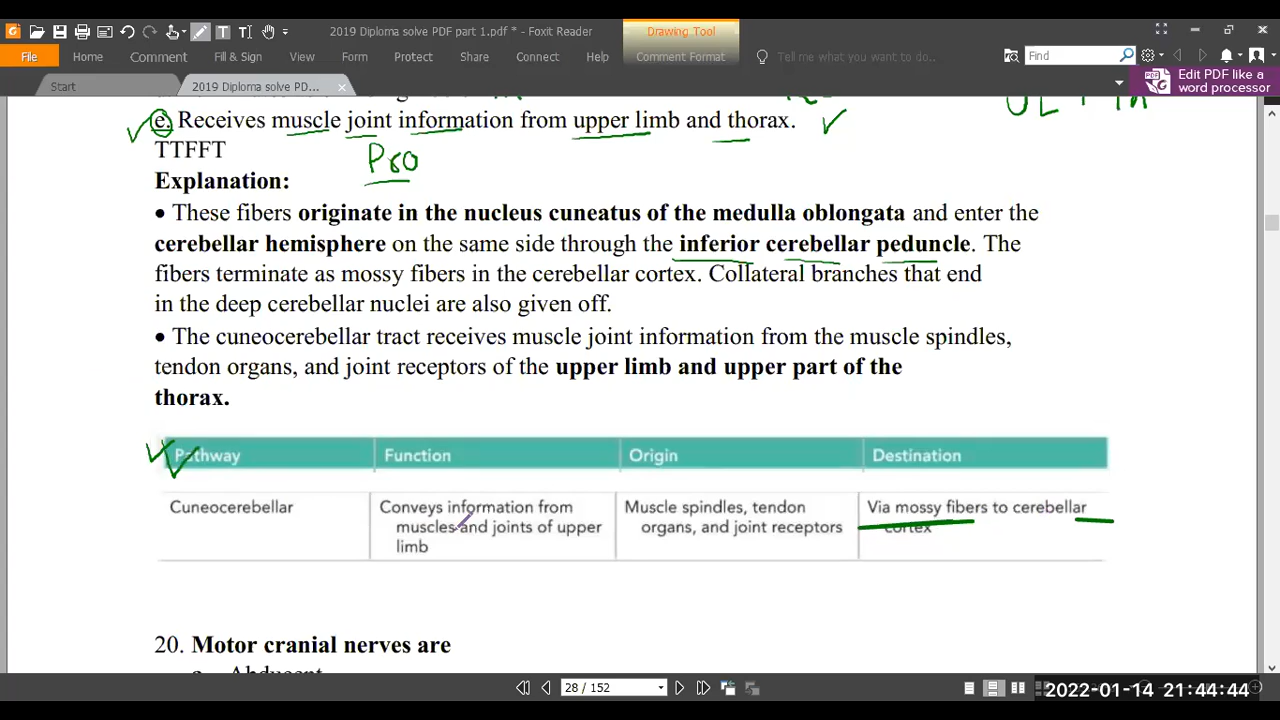 2019 Diploma solve PDF part 1.pdf * - Foxit Reader
Drawing Tool
File Home Comment Fill & Sign View Form Protect Share Connect Help Comment Format Tell me what you want to do... Find
Start 2019 Diploma solve PD... Edit PDF like a
word processor
e. Receives muscle joint information from upper limb and thorax.
TTFFT
Pro
Explanation:
• These fibers originate in the nucleus cuneatus of the medulla oblongata and enter the
cerebellar hemisphere on the same side through the inferior cerebellar peduncle. The
fibers terminate as mossy fibers in the cerebellar cortex. Collateral branches that end
in the deep cerebellar nuclei are also given off.
• The cuneocerebellar tract receives muscle joint information from the muscle spindles,
tendon organs, and joint receptors of the upper limb and upper part of the
thorax.
Pathway Function Origin Destination
Cuneocerebellar Conveys information from Muscle spindles, tendon Via mossy fibers to cerebellar
muscles and joints of upper organs, and joint receptors cortex
limb
20. Motor cranial nerves are
a. Abducent
28 / 152
2022-01-14 21:44:44